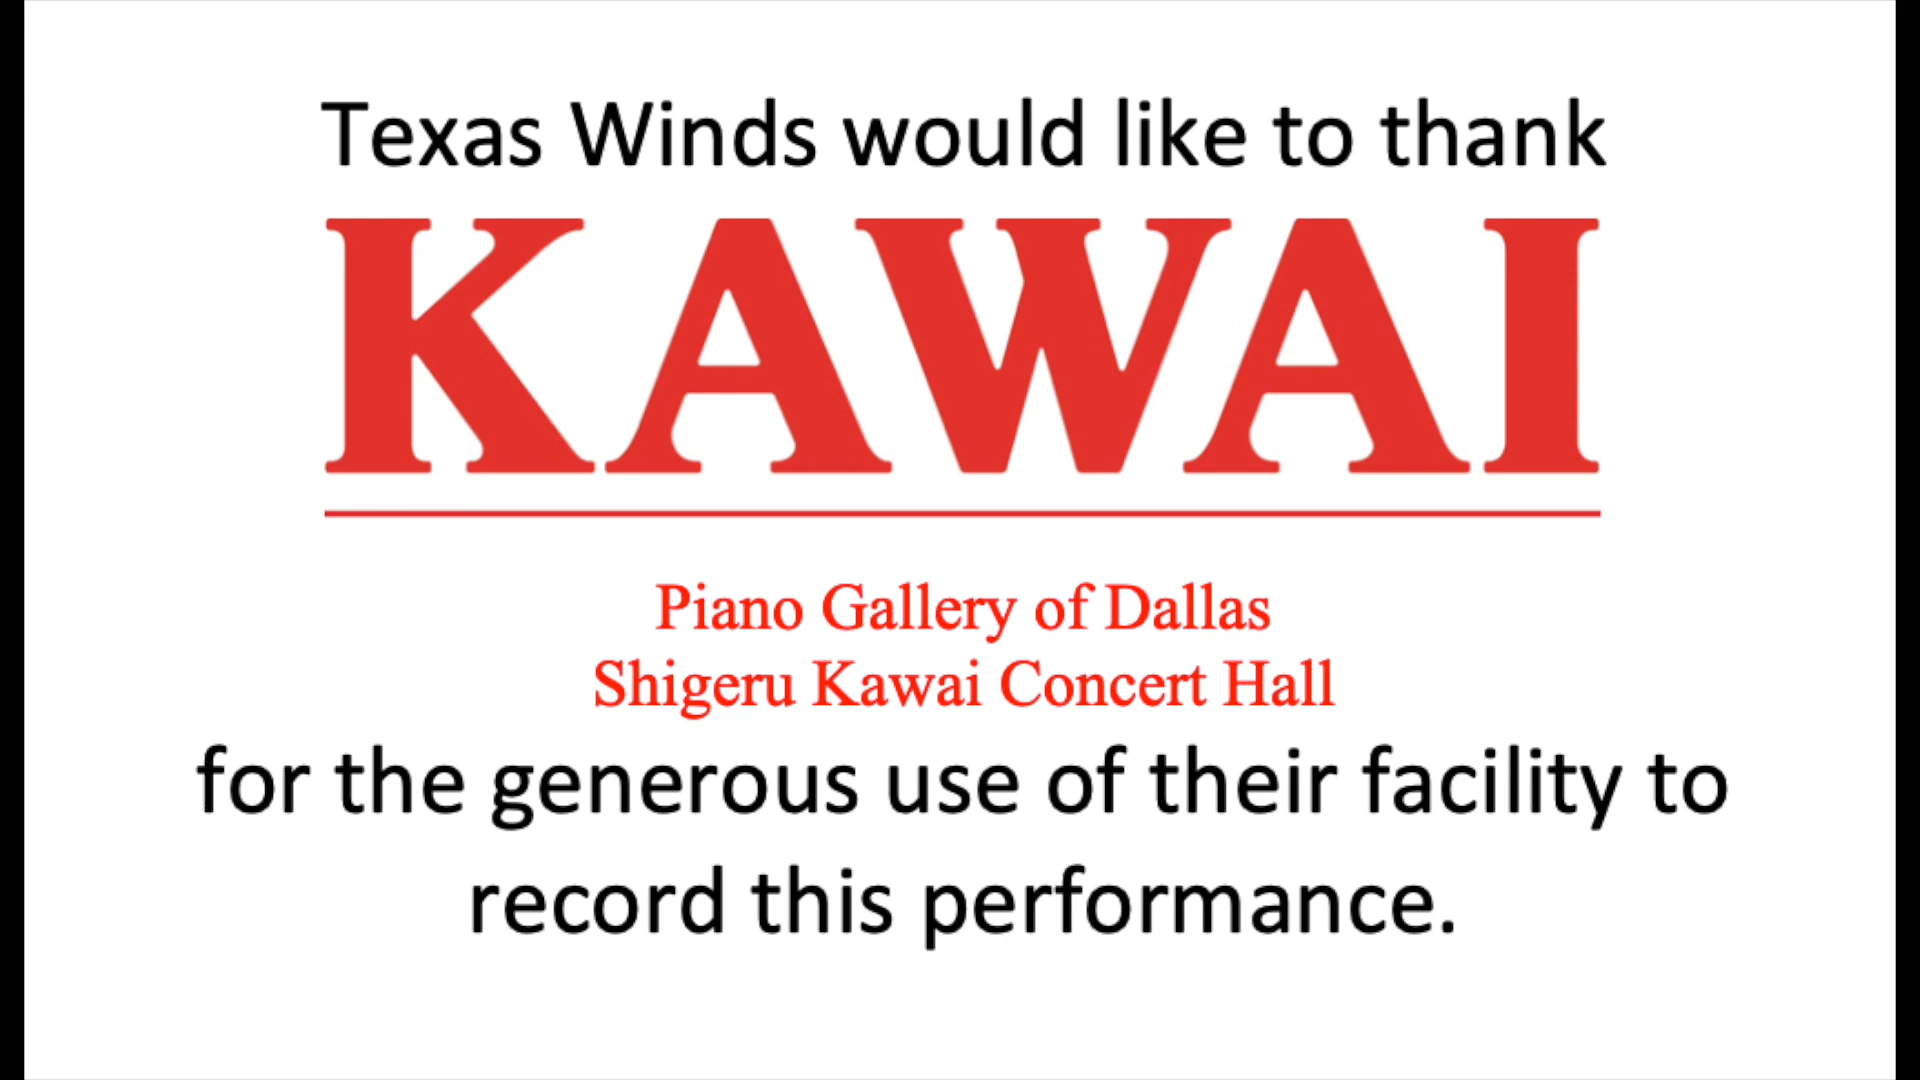 Texas Winds would like to thank
KAWAI
Piano Gallery of Dallas
Shigeru Kawai Concert Hall
for the generous use of their facility to
record this performance.